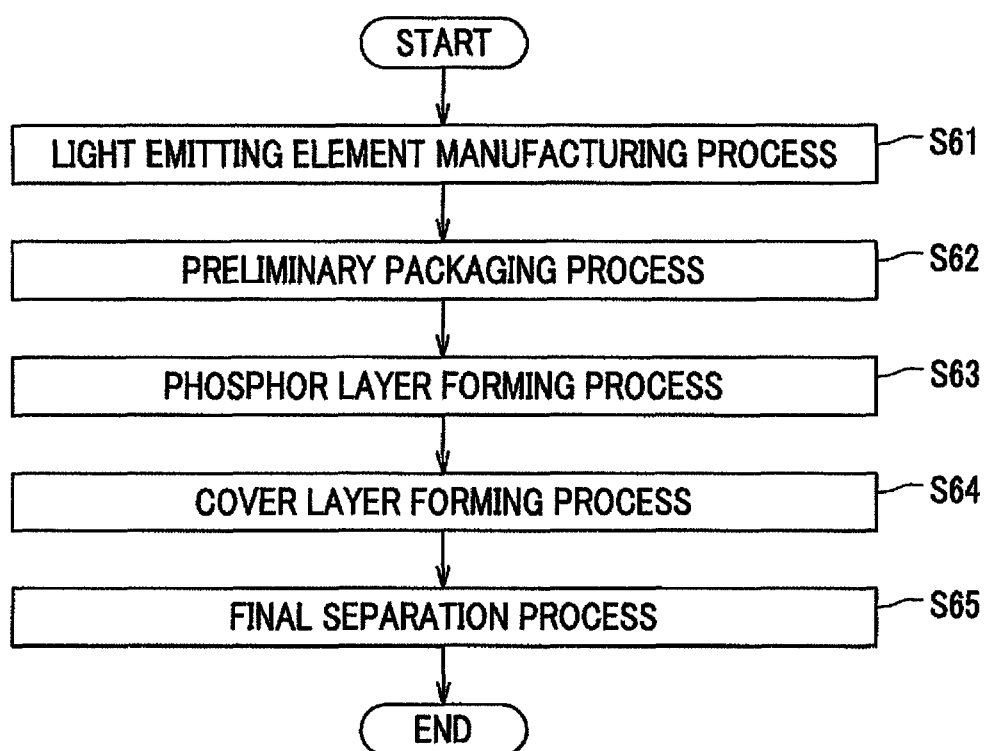 START
LIGHT EMITTING ELEMENT MANUFACTURING PROCESS S61
PRELIMINARY PACKAGING PROCESS S62
PHOSPHOR LAYER FORMING PROCESS S63
COVER LAYER FORMING PROCESS S64
FINAL SEPARATION PROCESS S65
END